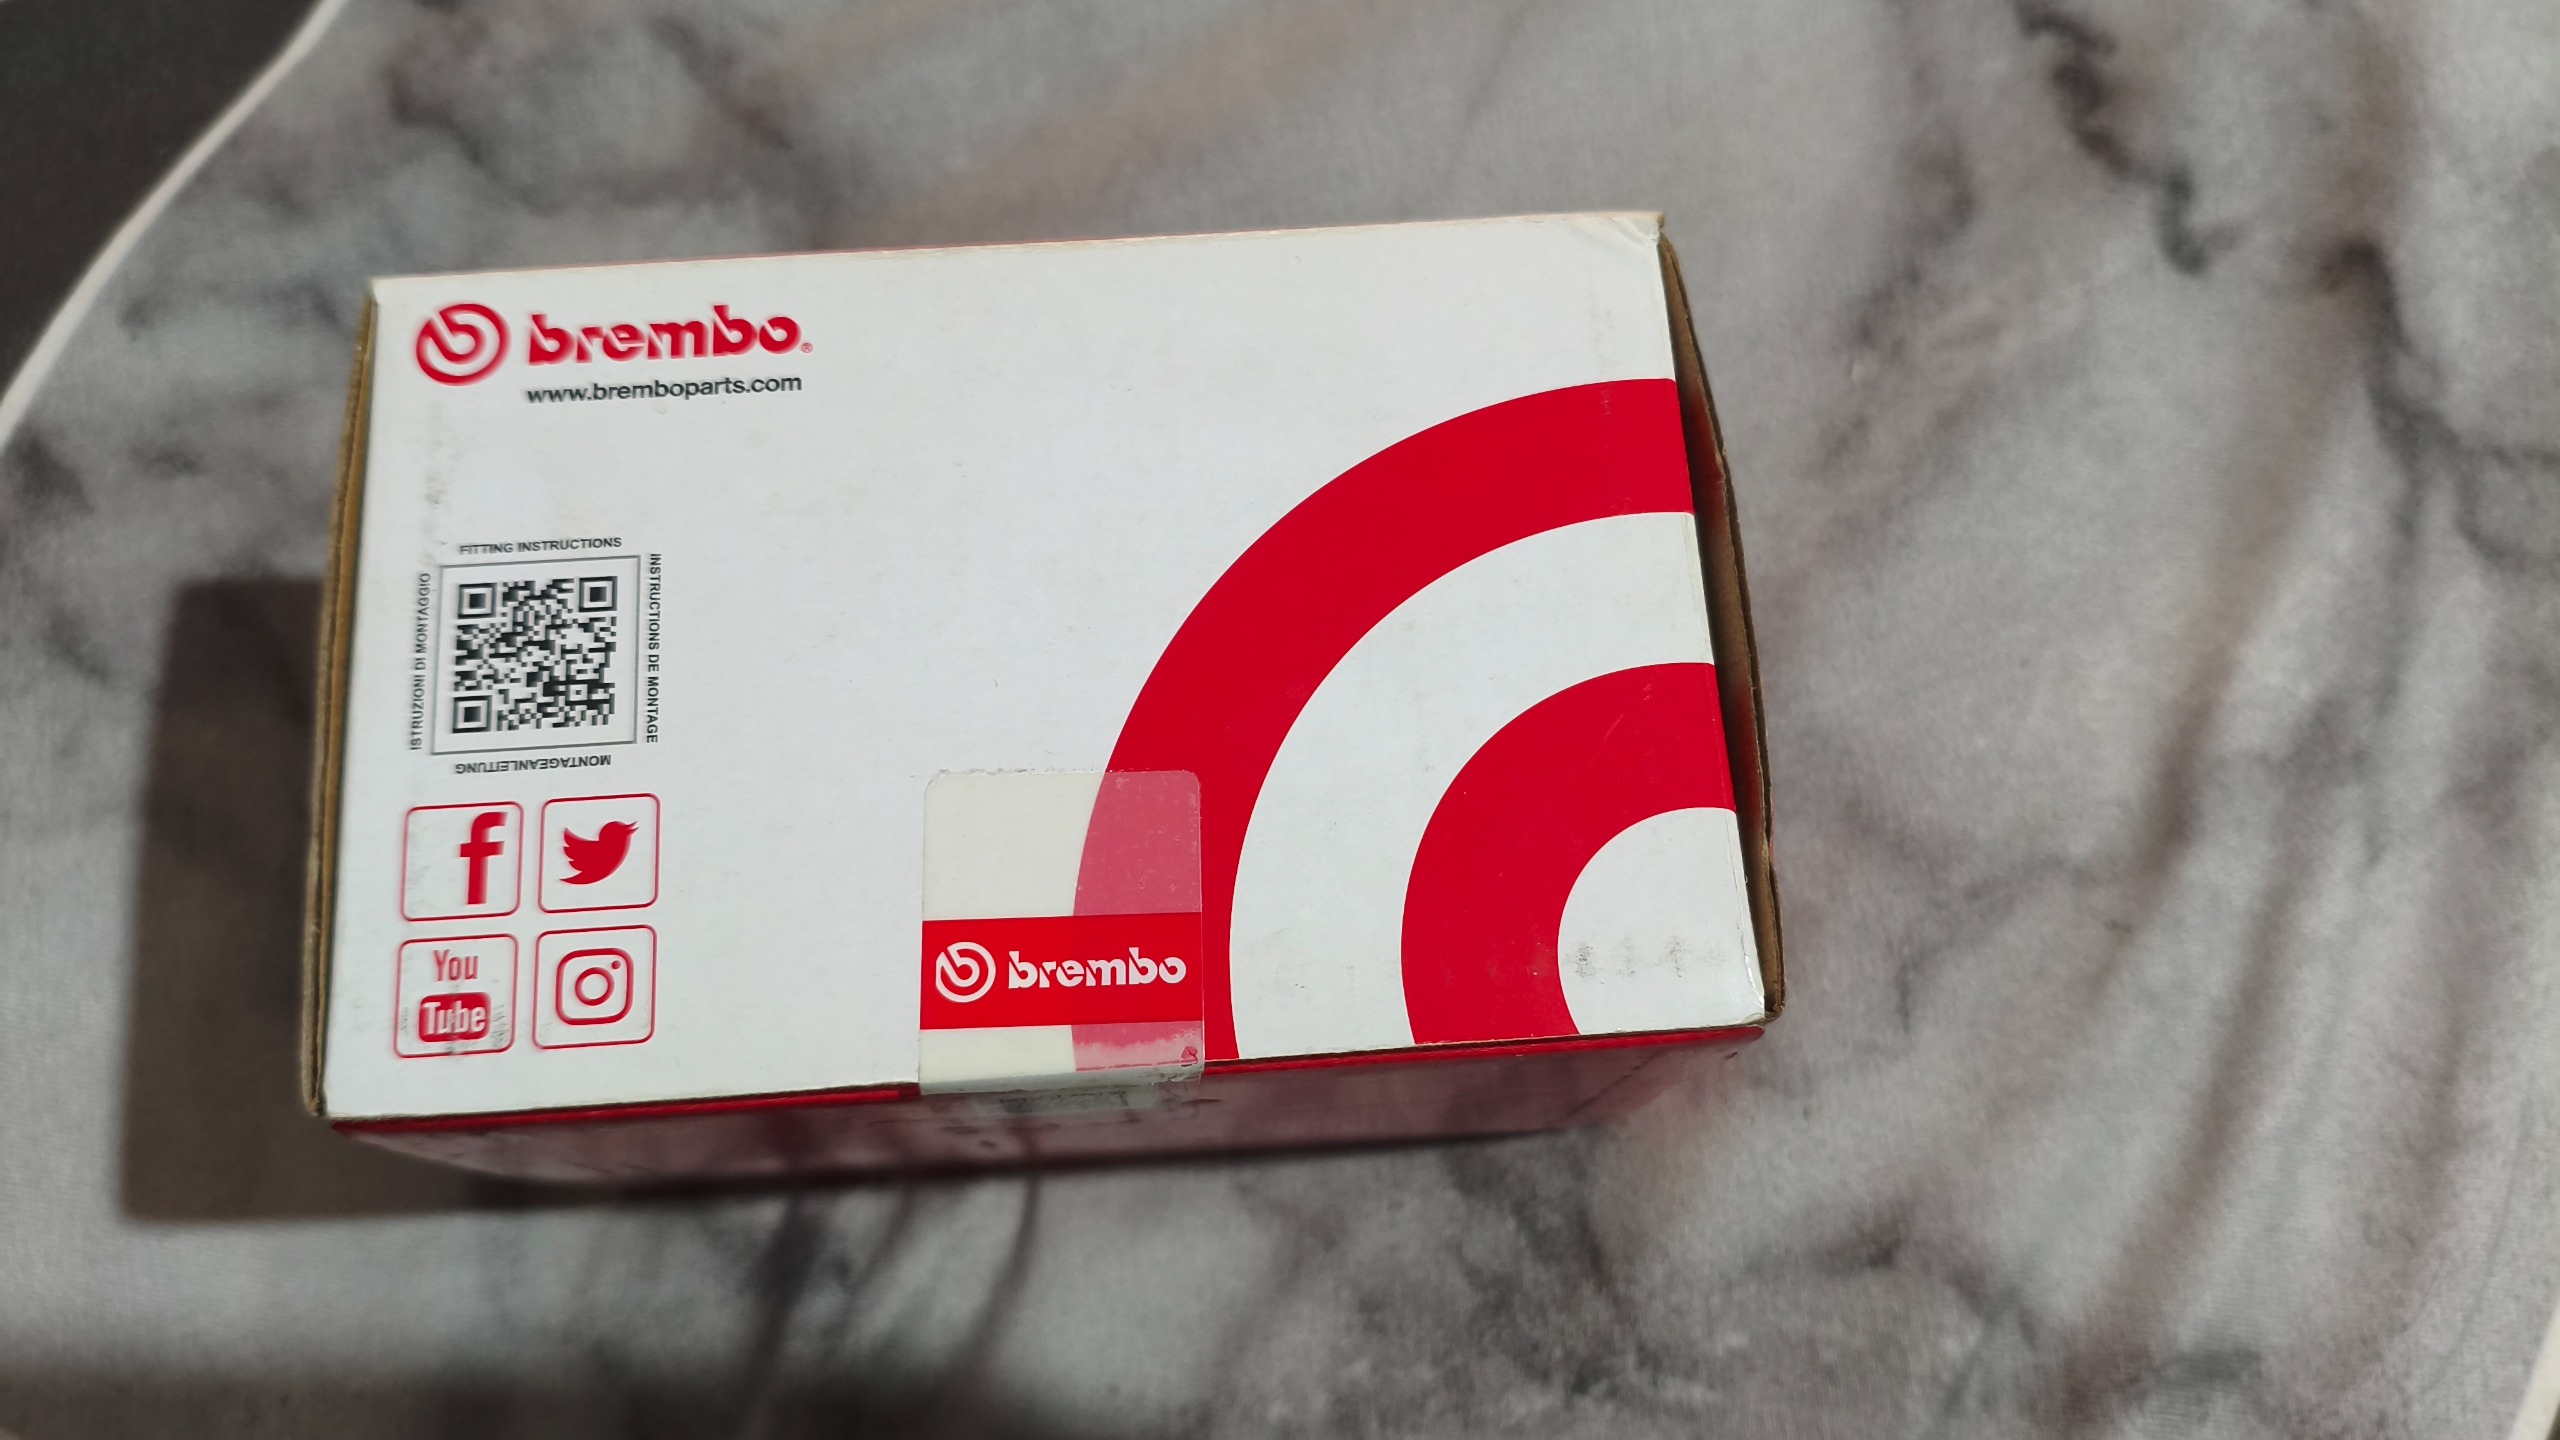 brembo®
www.bremboparts.com
FITTING INSTRUCTIONS
ISTRUZIONI DI MONTAGGIO
INSTRUCTIONS DE MONTAGE
MONTAGEANLEITUNG
f
You
Tube
brembo